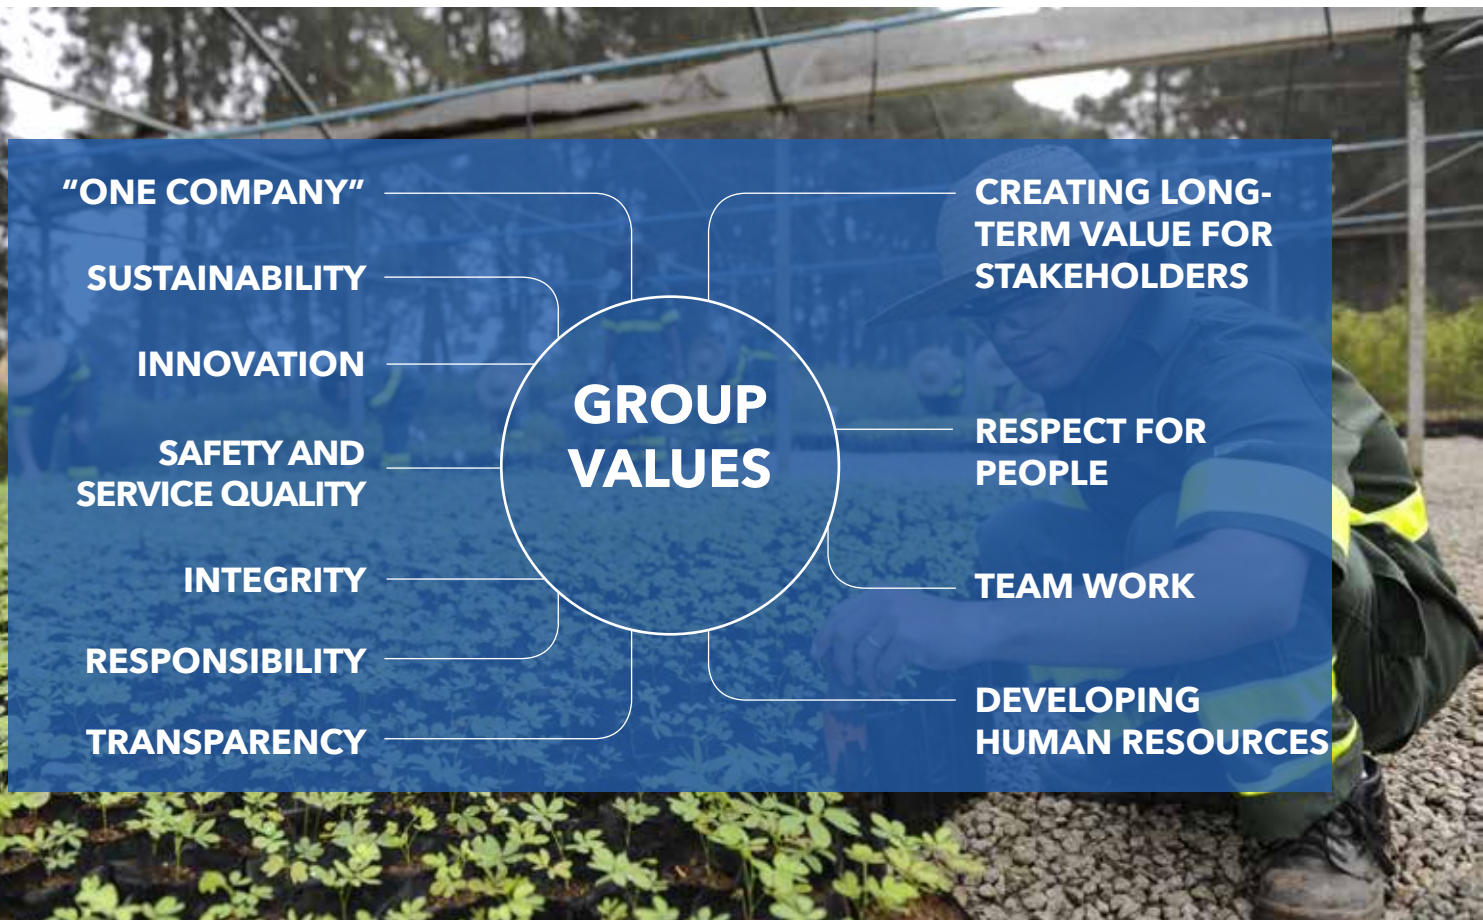 “ONE COMPANY”
SUSTAINABILITY
INNOVATION
SAFETY AND
SERVICE QUALITY
INTEGRITY
RESPONSIBILITY
TRANSPARENCY
GROUP
VALUES
CREATING LONG-
TERM VALUE FOR
STAKEHOLDERS
RESPECT FOR
PEOPLE
TEAM WORK
DEVELOPING
HUMAN RESOURCES